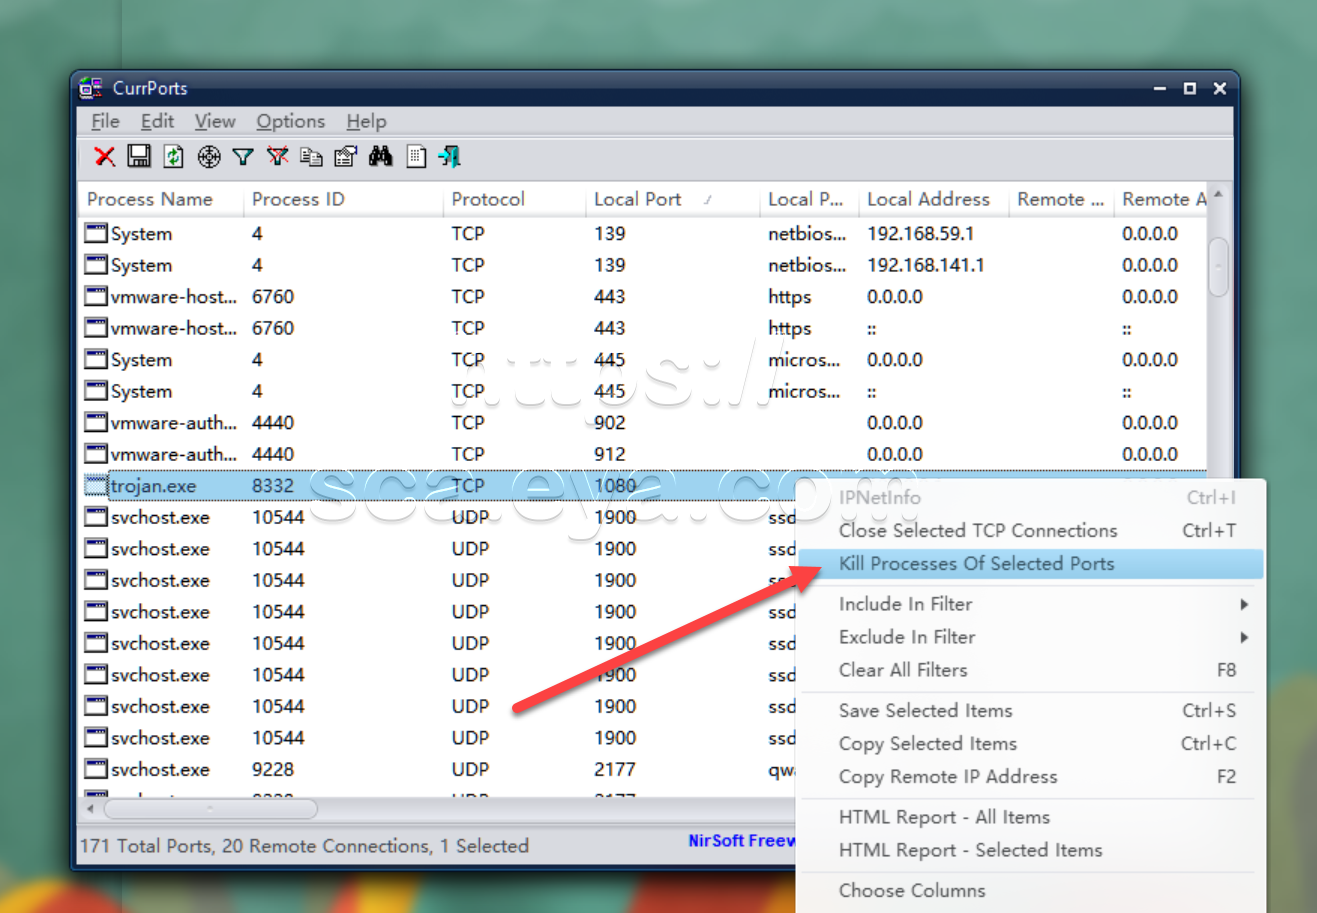 CurrPorts
File Edit View Options Help
Process Name Process ID Protocol Local Port Local P... Local Address Remote ... Remote A
System 4 TCP 139 netbios... 192.168.59.1 0.0.0.0
System 4 TCP 139 netbios... 192.168.141.1 0.0.0.0
vmware-host... 6760 TCP 443 https 0.0.0.0 0.0.0.0
vmware-host... 6760 TCP 443 https :: ::
System 4 TCP 445 micros... 0.0.0.0 0.0.0.0
System 4 TCP 445 micros... :: ::
https://
vmware-auth... 4440 TCP 902 0.0.0.0 0.0.0.0
vmware-auth... 4440 TCP 912 0.0.0.0 0.0.0.0
trojan.exe 8332 TCP 1080
svchost.exe 10544 UDP 1900 ssd
svchost.exe 10544 UDP 1900 ssd
svchost.exe 10544 UDP 1900 ssd
svchost.exe 10544 UDP 1900 ssd
svchost.exe 10544 UDP 1900 ssd
svchost.exe 10544 UDP 1900 ssd
svchost.exe 10544 UDP 1900 ssd
svchost.exe 10544 UDP 1900 ssd
svchost.exe 9228 UDP 2177 qwa
171 Total Ports, 20 Remote Connections, 1 Selected
NirSoft Freew
IPNetInfo Ctrl+I
Close Selected TCP Connections Ctrl+T
Kill Processes Of Selected Ports
Include In Filter
Exclude In Filter
Clear All Filters F8
Save Selected Items Ctrl+S
Copy Selected Items Ctrl+C
Copy Remote IP Address F2
HTML Report - All Items
HTML Report - Selected Items
Choose Columns